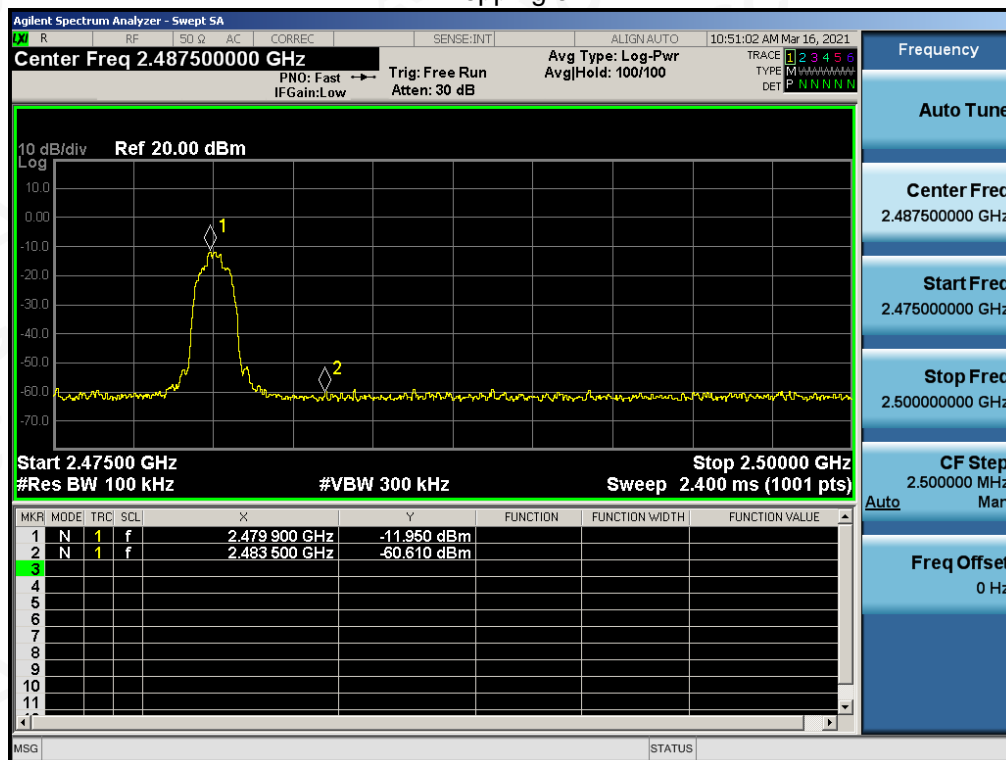 Agilent Spectrum Analyzer - Swept SA
LXI R RF 50 Ω AC CORREC SENSE:INT ALIGN AUTO 10:51:02 AM Mar 16, 2021
Center Freq 2.487500000 GHz
PNO: Fast
IFGain:Low
Trig: Free Run
Atten: 30 dB
Avg Type: Log-Pwr
Avg|Hold: 100/100
TRACE 1 2 3 4 5 6
TYPE M
DET P N N N N N
10 dB/div Ref 20.00 dBm
Log
10.0
0.00
-10.0
-20.0
-30.0
-40.0
-50.0
-60.0
-70.0
1
2
Start 2.47500 GHz Stop 2.50000 GHz
#Res BW 100 kHz #VBW 300 kHz Sweep 2.400 ms (1001 pts)
MKR MODE TRC SCL X Y FUNCTION FUNCTION WIDTH FUNCTION VALUE
1 N 1 f 2.479 900 GHz -11.950 dBm
2 N 1 f 2.483 500 GHz -60.610 dBm
3
4
5
6
7
8
9
10
11
MSG STATUS
Frequency
Auto Tune
Center Freq
2.487500000 GHz
Start Freq
2.475000000 GHz
Stop Freq
2.500000000 GHz
CF Step
2.500000 MHz
Auto Man
Freq Offset
0 Hz